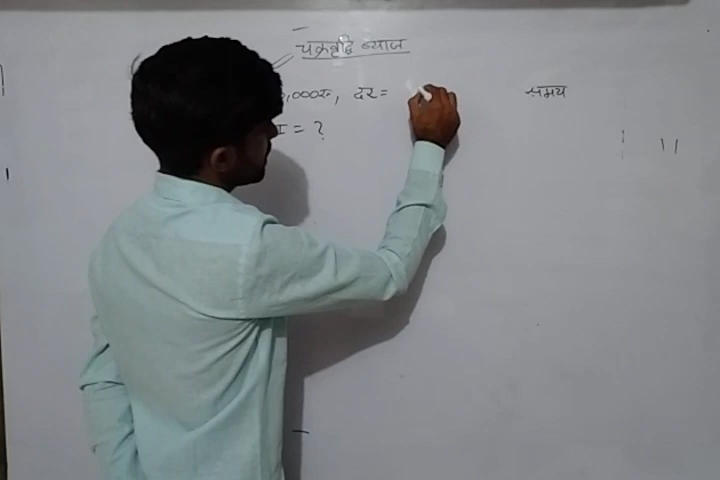 चक्रवृद्धि ब्याज
,000रु, दर = समय
I = ?